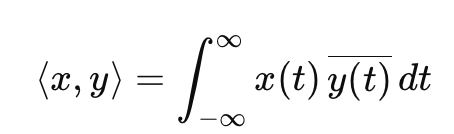 ⟨x, y⟩ = ∫_{-∞}^{∞} x(t) \overline{y(t)} dt